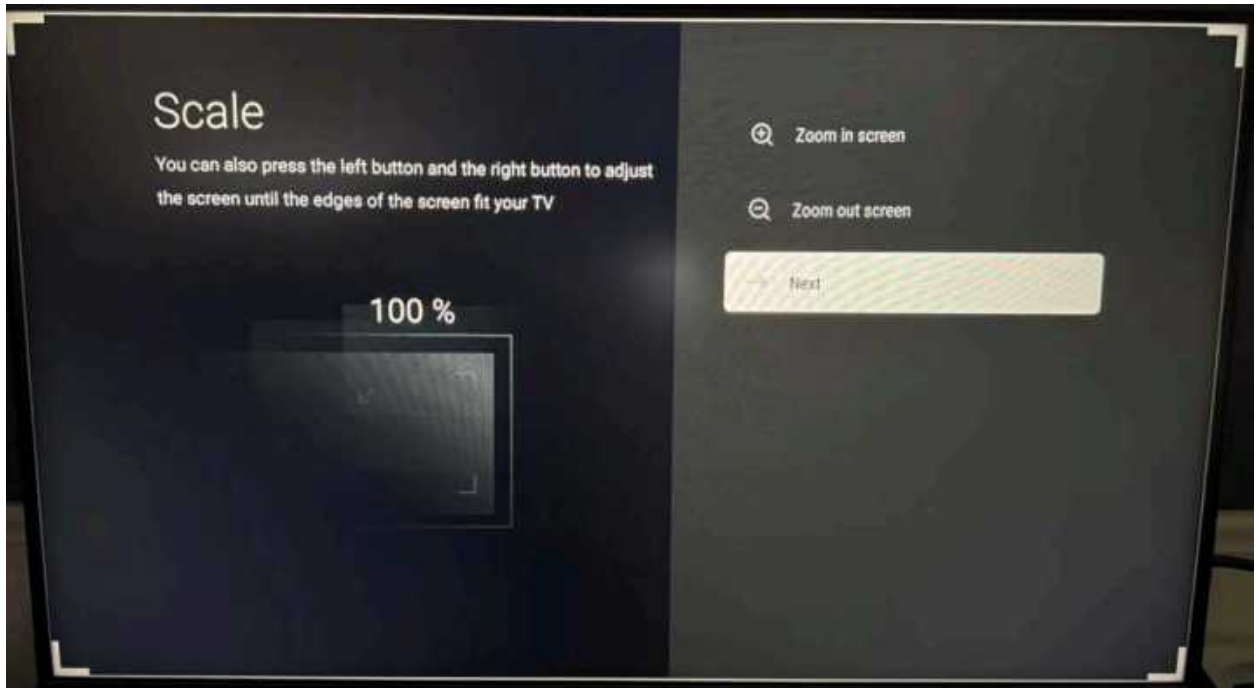 Scale
You can also press the left button and the right button to adjust
the screen until the edges of the screen fit your TV
100 %
Zoom in screen
Zoom out screen
Next